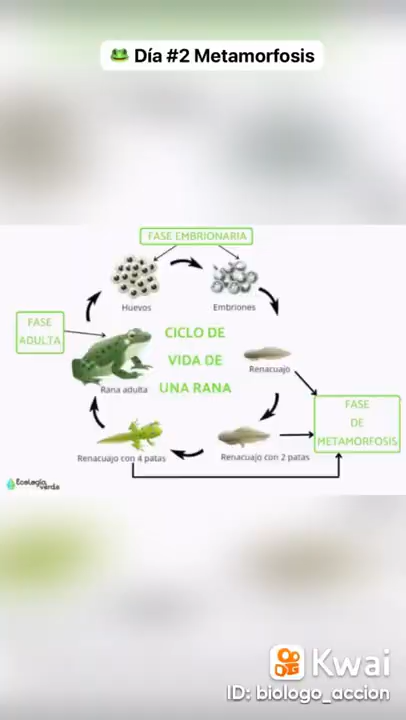 🐸 Día #2 Metamorfosis
FASE EMBRIONARIA
Huevos
Embriones
FASE
ADULTA
CICLO DE
VIDA DE
UNA RANA
Rana adulta
Renacuajo
FASE
DE
METAMORFOSIS
Renacuajo con 4 patas
Renacuajo con 2 patas
Ecología
verde
Kwai
ID: biologo_accion